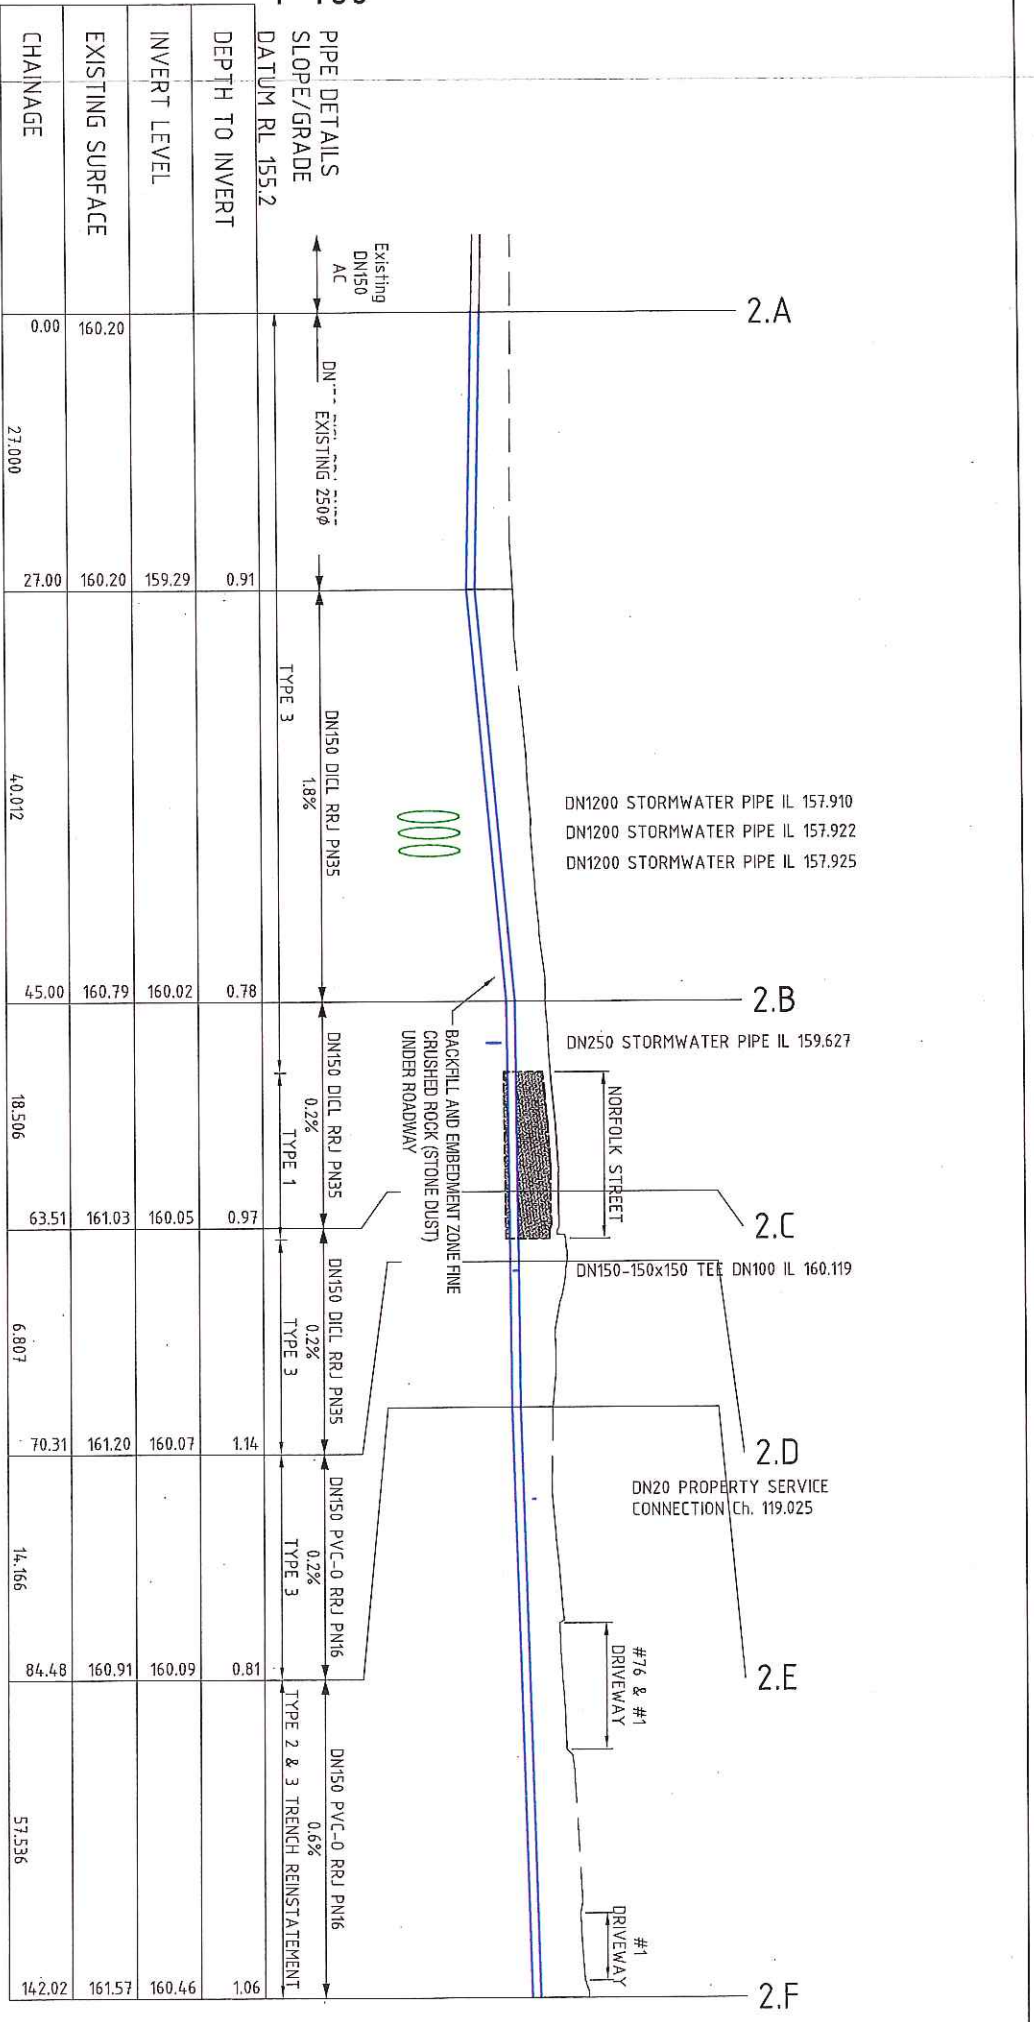 2.A
2.B
2.C
2.D
2.E
2.F
DN1200 STORMWATER PIPE IL 157.910
DN1200 STORMWATER PIPE IL 157.922
DN1200 STORMWATER PIPE IL 157.925
DN250 STORMWATER PIPE IL 159.627
NORFOLK STREET
DN150-150x150 TEE DN100 IL 160.119
DN20 PROPERTY SERVICE
CONNECTION Ch. 119.025
#76 & #1
DRIVEWAY
#1
DRIVEWAY
BACKFILL AND EMBEDMENT ZONE FINE
CRUSHED ROCK (STONE DUST)
UNDER ROADWAY
Existing
DN150
AC
PIPE DETAILS
EXISTING 250Ø
DN150 DICL RRJ PN35
DN150 DICL RRJ PN35
DN150 DICL RRJ PN35
DN150 PVC-O RRJ PN16
DN150 PVC-O RRJ PN16
SLOPE/GRADE
1.8%
0.2%
0.2%
0.2%
0.6%
TYPE 3
TYPE 1
TYPE 3
TYPE 3
TYPE 2 & 3 TRENCH REINSTATEMENT
DATUM RL 155.2
DEPTH TO INVERT
0.91
0.78
0.97
1.14
0.81
1.06
INVERT LEVEL
159.29
160.02
160.05
160.07
160.09
160.46
EXISTING SURFACE
160.20
160.20
160.79
161.03
161.20
160.91
161.57
CHAINAGE
0.00
27.00
45.00
63.51
70.31
84.48
142.02
27.000
40.012
18.506
6.807
14.166
57.536